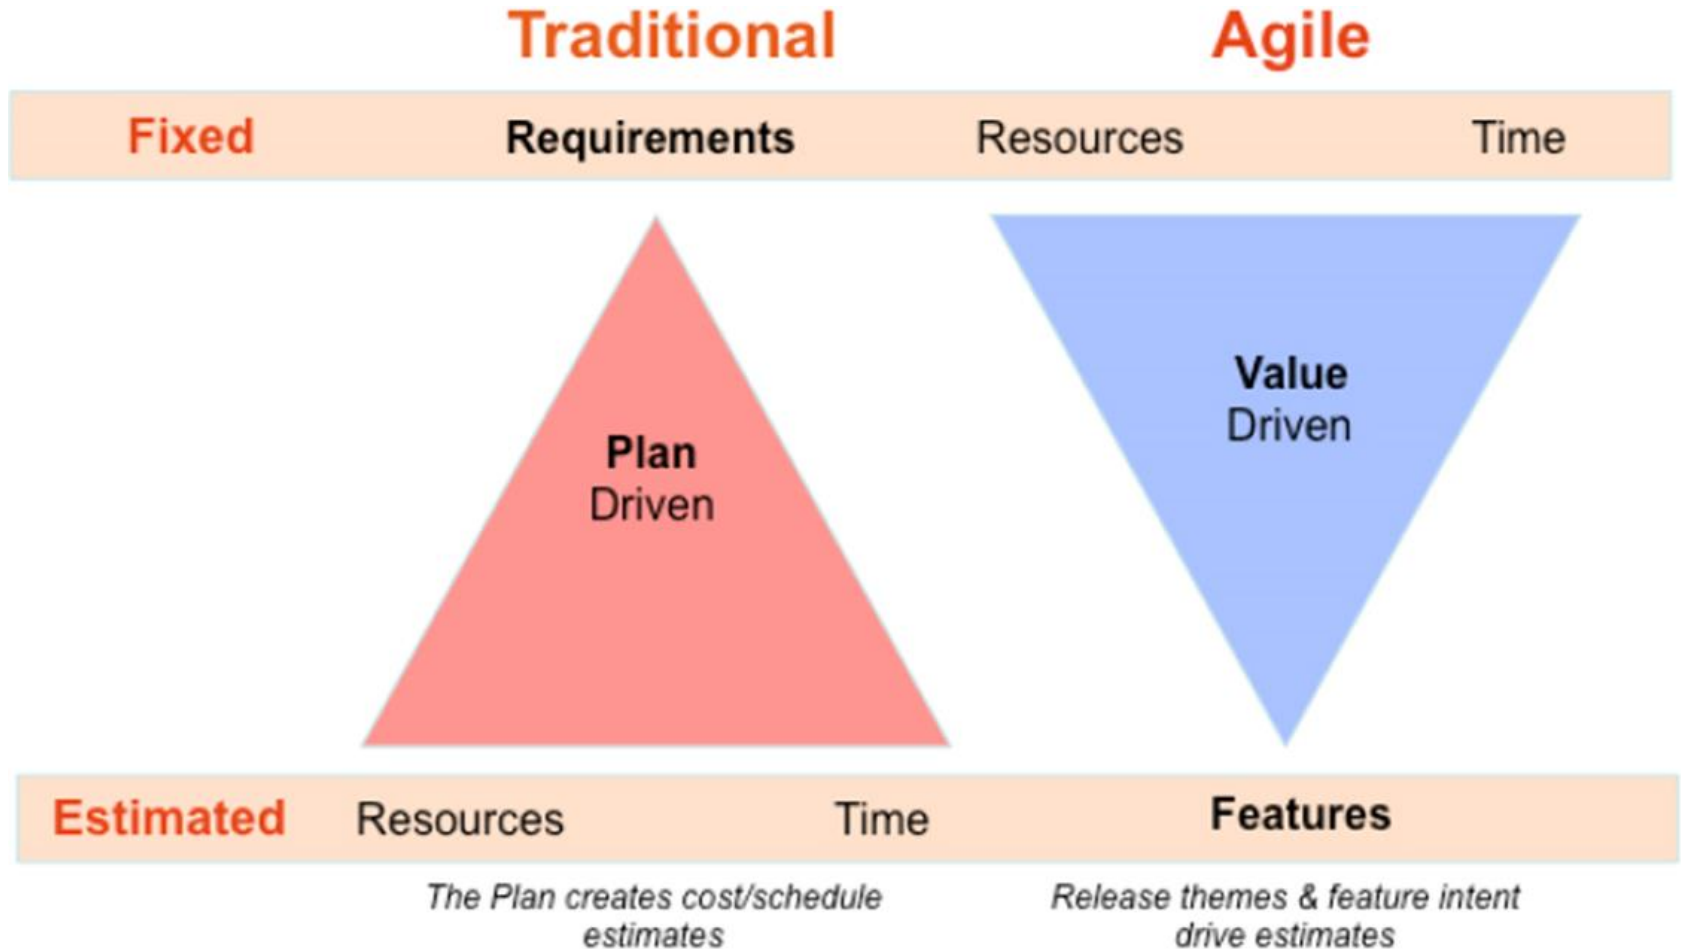 Traditional Agile
Fixed Requirements Resources Time
Plan
Driven
Value
Driven
Estimated Resources Time Features
The Plan creates cost/schedule
estimates
Release themes & feature intent
drive estimates